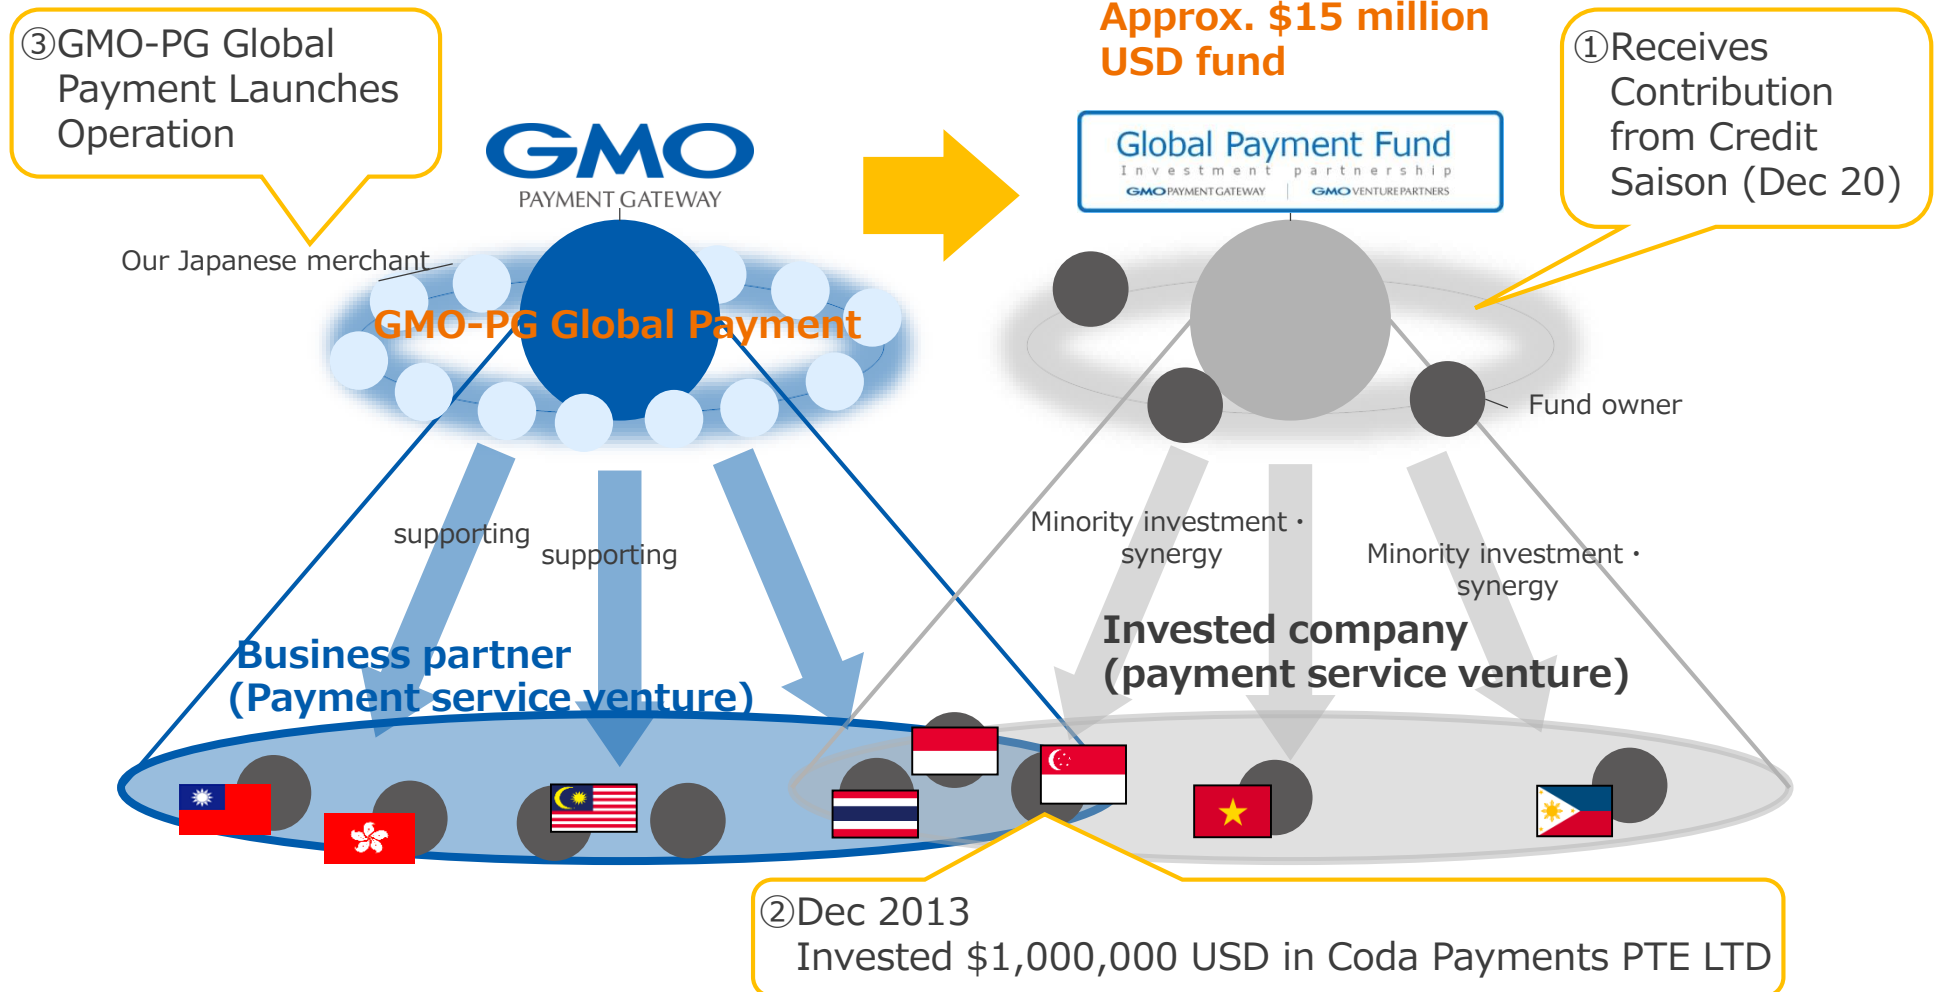 ③GMO-PG Global
Payment Launches
Operation
Approx. $15 million
USD fund
①Receives
Contribution
from Credit
Saison (Dec 20)
GMO
PAYMENT GATEWAY
Global Payment Fund
Investment partnership
GMO PAYMENT GATEWAY | GMO VENTURE PARTNERS
Our Japanese merchant
GMO-PG Global Payment
Fund owner
supporting
supporting
Minority investment・
synergy
Minority investment・
synergy
Business partner
(Payment service venture)
Invested company
(payment service venture)
②Dec 2013
Invested $1,000,000 USD in Coda Payments PTE LTD